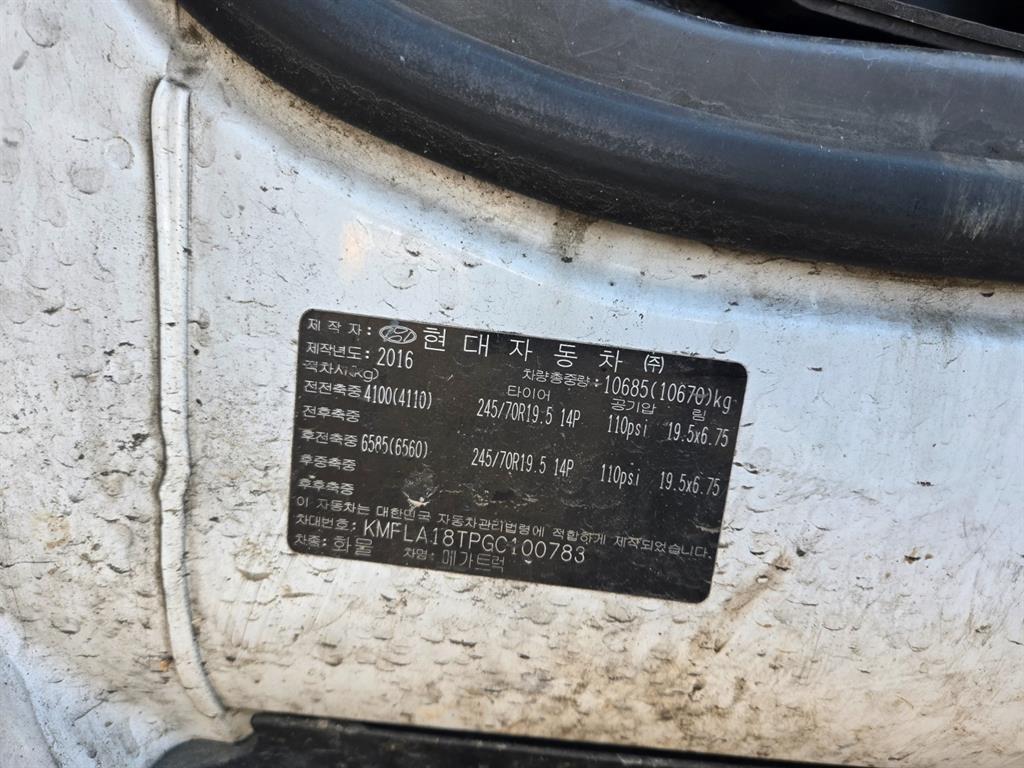 제 작 자: 현 대 자 동 차 (주)
제작년도: 2016 차량총중량: 10685(10670)kg
적차시(kg) 타이어 공기압 림
전전축중 4100(4110) 245/70R19.5 14P 110psi 19.5x6.75
전후축중
후전축중 6585(6560) 245/70R19.5 14P 110psi 19.5x6.75
후중축중
후후축중
이 자동차는 대한민국 자동차관리법령에 적합하게 제작되었습니다.
차대번호: KMFLA18TPGC100783
차종: 화물 차명: 메가트럭